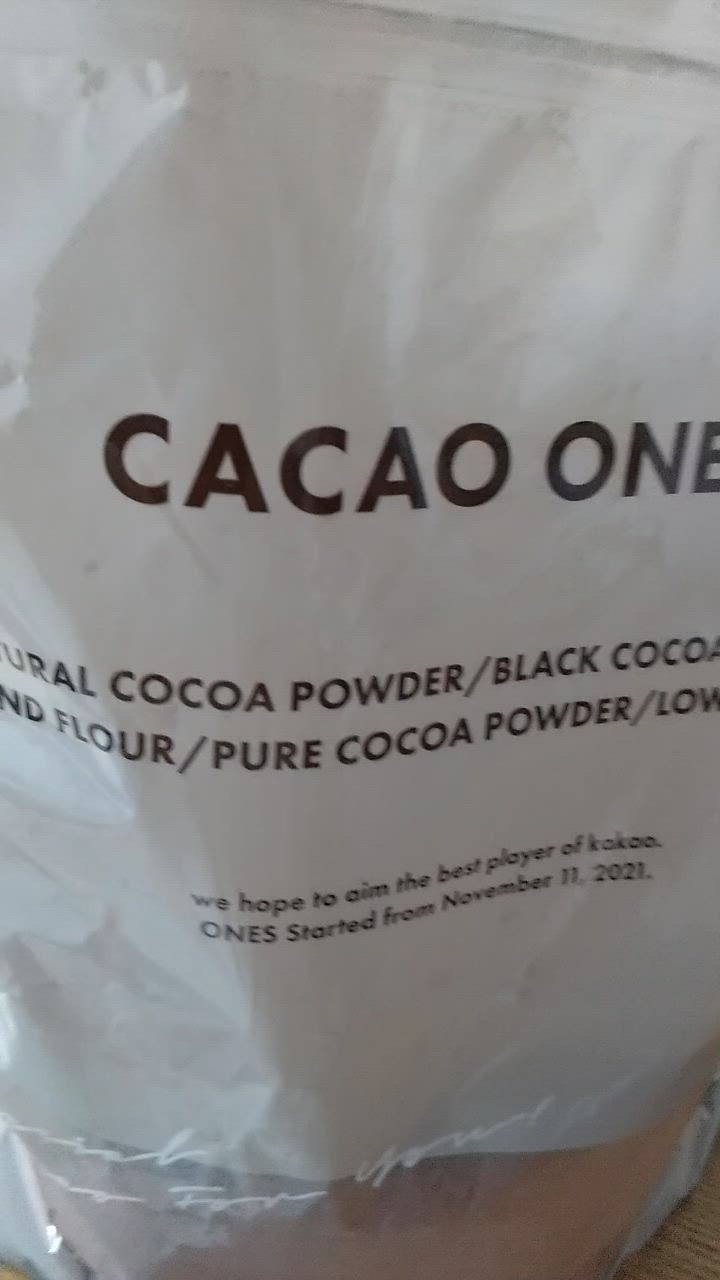 CACAO ONE
URAL COCOA POWDER/BLACK COCOA
ND FLOUR/PURE COCOA POWDER/LOW
we hope to aim the best player of kakao.
ONES Started from November 11, 2021.